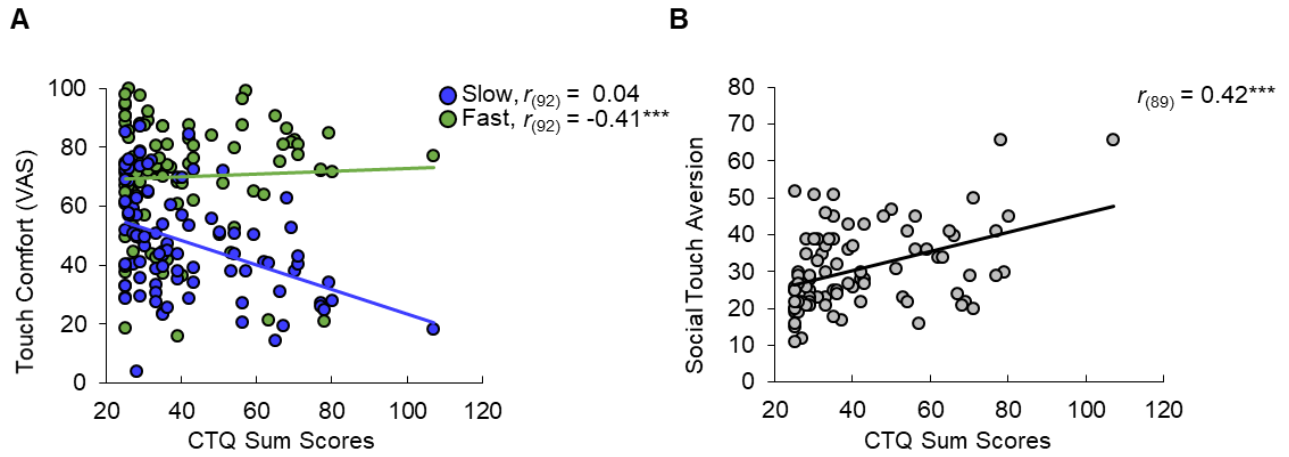 A
Touch Comfort (VAS)
100
80
60
40
20
0
20 40 60 80 100 120
CTQ Sum Scores
Slow, r(92) = 0.04
Fast, r(92) = -0.41***
B
Social Touch Aversion
80
70
60
50
40
30
20
10
0
20 40 60 80 100 120
CTQ Sum Scores
r(89) = 0.42***